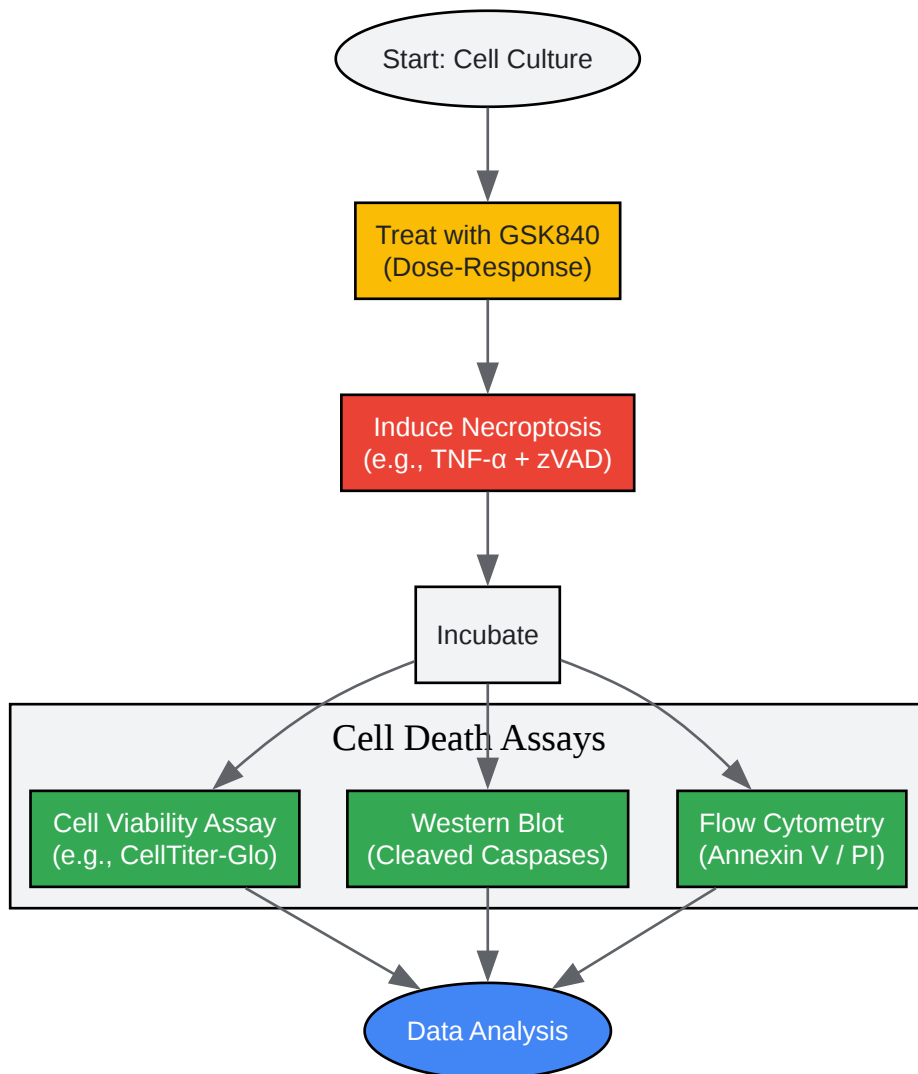 Start: Cell Culture
Treat with GSK840
(Dose-Response)
Induce Necroptosis
(e.g., TNF-α + zVAD)
Incubate
Cell Death Assays
Cell Viability Assay
(e.g., CellTiter-Glo)
Western Blot
(Cleaved Caspases)
Flow Cytometry
(Annexin V / PI)
Data Analysis